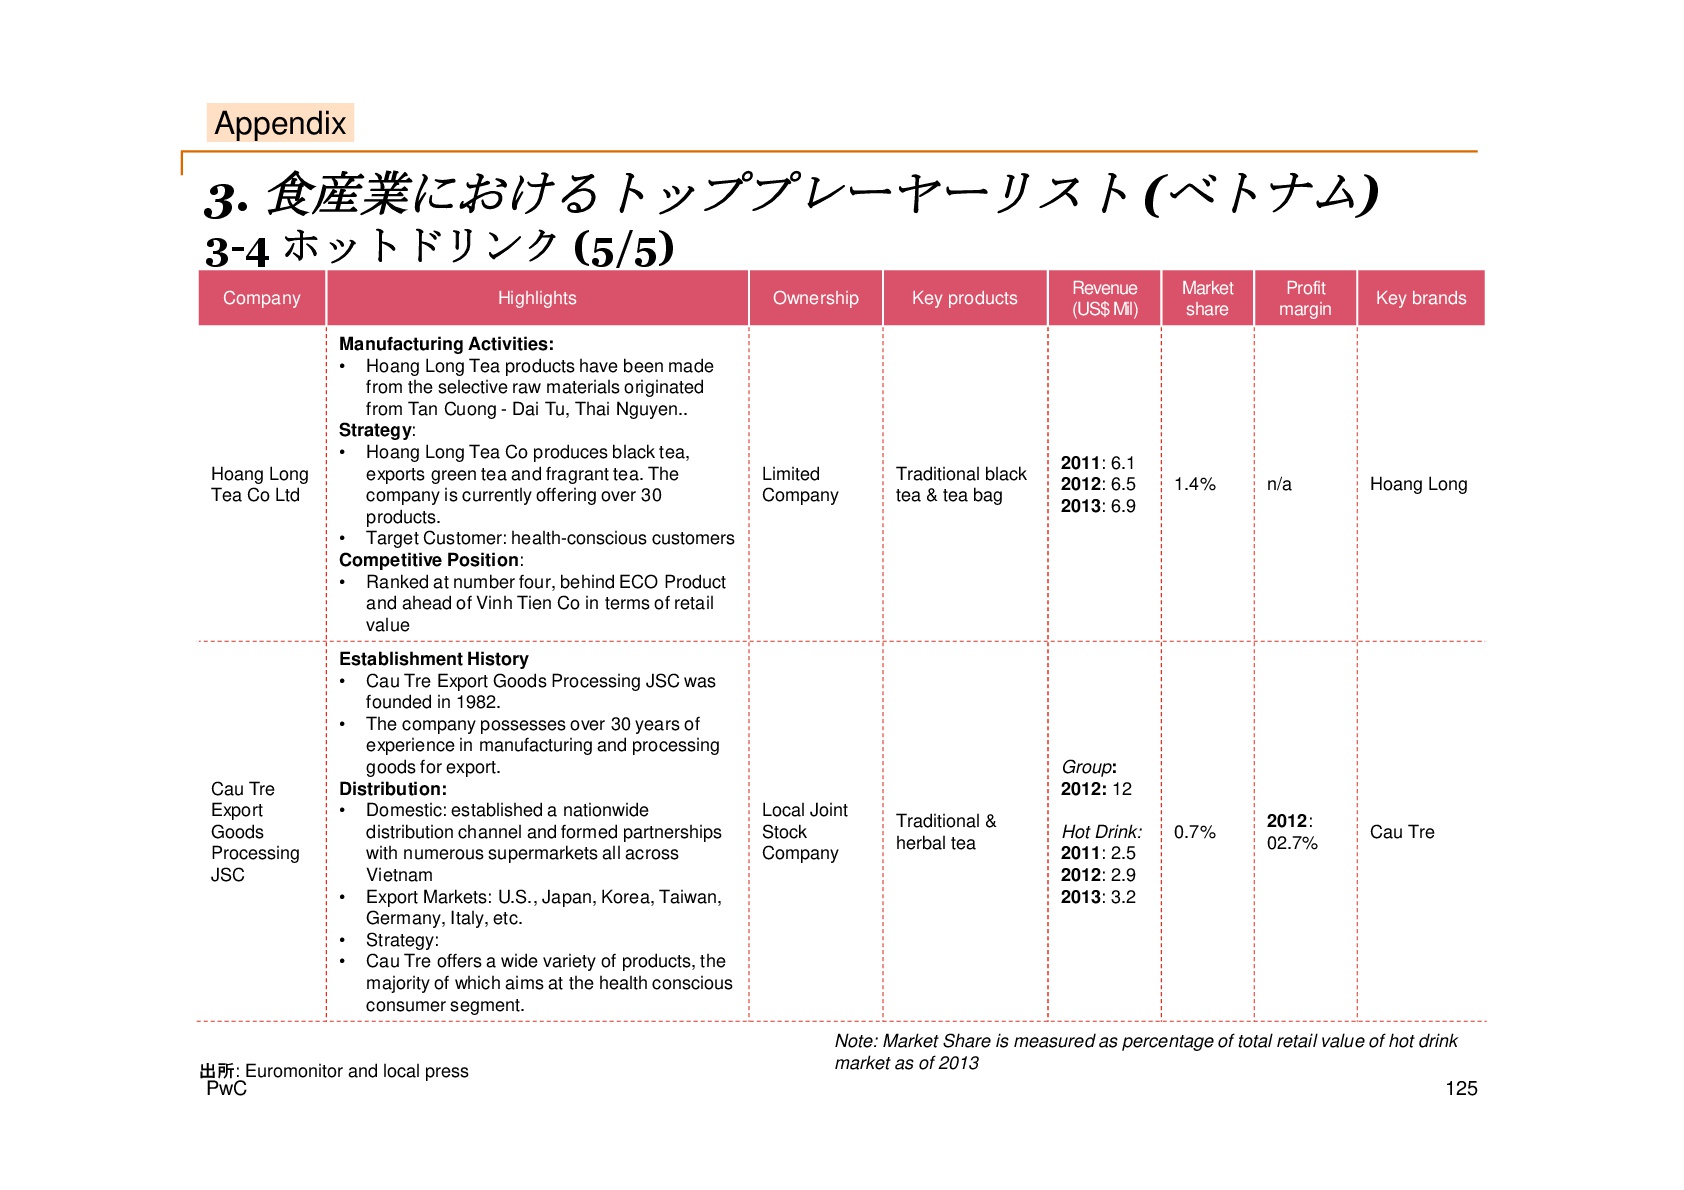 Appendix
3. 食産業におけるトッププレーヤーリスト(ベトナム)
3-4 ホットドリンク (5/5)
Company
Highlights
Ownership
Key products
Revenue
(US$ Mil)
Market
share
Profit
margin
Key brands
Hoang Long
Tea Co Ltd
Manufacturing Activities:
• Hoang Long Tea products have been made
from the selective raw materials originated
from Tan Cuong - Dai Tu, Thai Nguyen..
Strategy:
• Hoang Long Tea Co produces black tea,
exports green tea and fragrant tea. The
company is currently offering over 30
products.
• Target Customer: health-conscious customers
Competitive Position:
• Ranked at number four, behind ECO Product
and ahead of Vinh Tien Co in terms of retail
value
Limited
Company
Traditional black
tea & tea bag
2011: 6.1
2012: 6.5
2013: 6.9
1.4%
n/a
Hoang Long
Cau Tre
Export
Goods
Processing
JSC
Establishment History
• Cau Tre Export Goods Processing JSC was
founded in 1982.
• The company possesses over 30 years of
experience in manufacturing and processing
goods for export.
Distribution:
• Domestic: established a nationwide
distribution channel and formed partnerships
with numerous supermarkets all across
Vietnam
• Export Markets: U.S., Japan, Korea, Taiwan,
Germany, Italy, etc.
• Strategy:
• Cau Tre offers a wide variety of products, the
majority of which aims at the health conscious
consumer segment.
Local Joint
Stock
Company
Traditional &
herbal tea
Group:
2012: 12
Hot Drink:
2011: 2.5
2012: 2.9
2013: 3.2
0.7%
2012:
02.7%
Cau Tre
Note: Market Share is measured as percentage of total retail value of hot drink
market as of 2013
出所: Euromonitor and local press
PwC
125